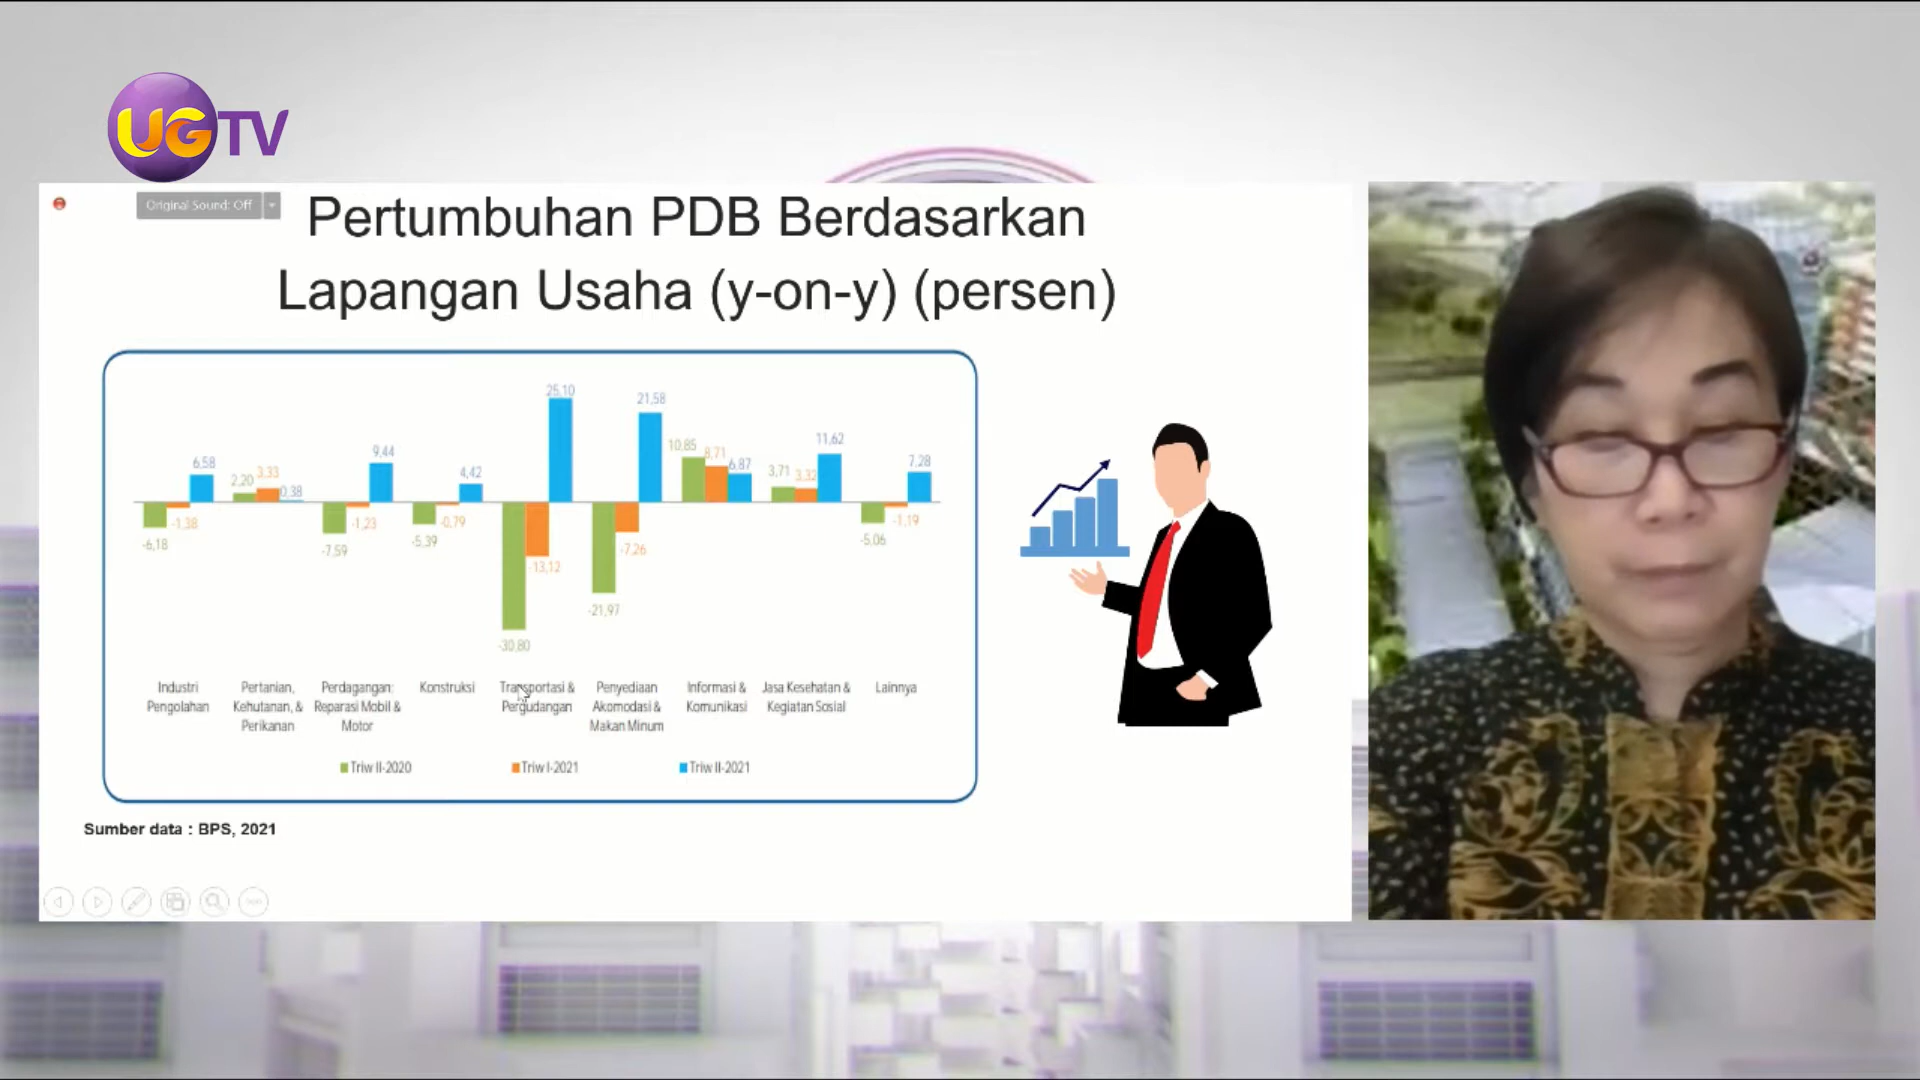 UGTV
Original Sound: Off
Pertumbuhan PDB Berdasarkan
Lapangan Usaha (y-on-y) (persen)
25,10
21,58
11,62
10,85
9,44
8,71
6,58
4,42
6,87
7,28
2,20
3,33
0,38
3,71
3,32
-1,38
-1,23
-0,79
-1,19
-6,18
-7,59
-5,39
-13,12
-7,26
-5,06
-21,97
-30,80
Industri
Pengolahan
Pertanian,
Kehutanan, &
Perikanan
Perdagangan:
Reparasi Mobil &
Motor
Konstruksi
Transportasi &
Pergudangan
Penyediaan
Akomodasi &
Makan Minum
Informasi &
Komunikasi
Jasa Kesehatan &
Kegiatan Sosial
Lainnya
Triw II-2020
Triw I-2021
Triw II-2021
Sumber data : BPS, 2021